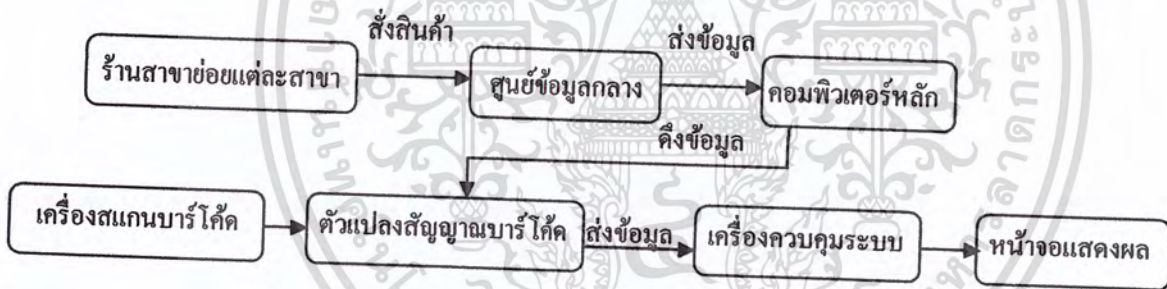 สั่งสินค้า
ส่งข้อมูล
ร้านสาขาย่อยแต่ละสาขา
ศูนย์ข้อมูลกลาง
คอมพิวเตอร์หลัก
ดึงข้อมูล
เครื่องสแกนบาร์โค้ด
ตัวแปลงสัญญาณบาร์โค้ด
ส่งข้อมูล
เครื่องควบคุมระบบ
หน้าจอแสดงผล